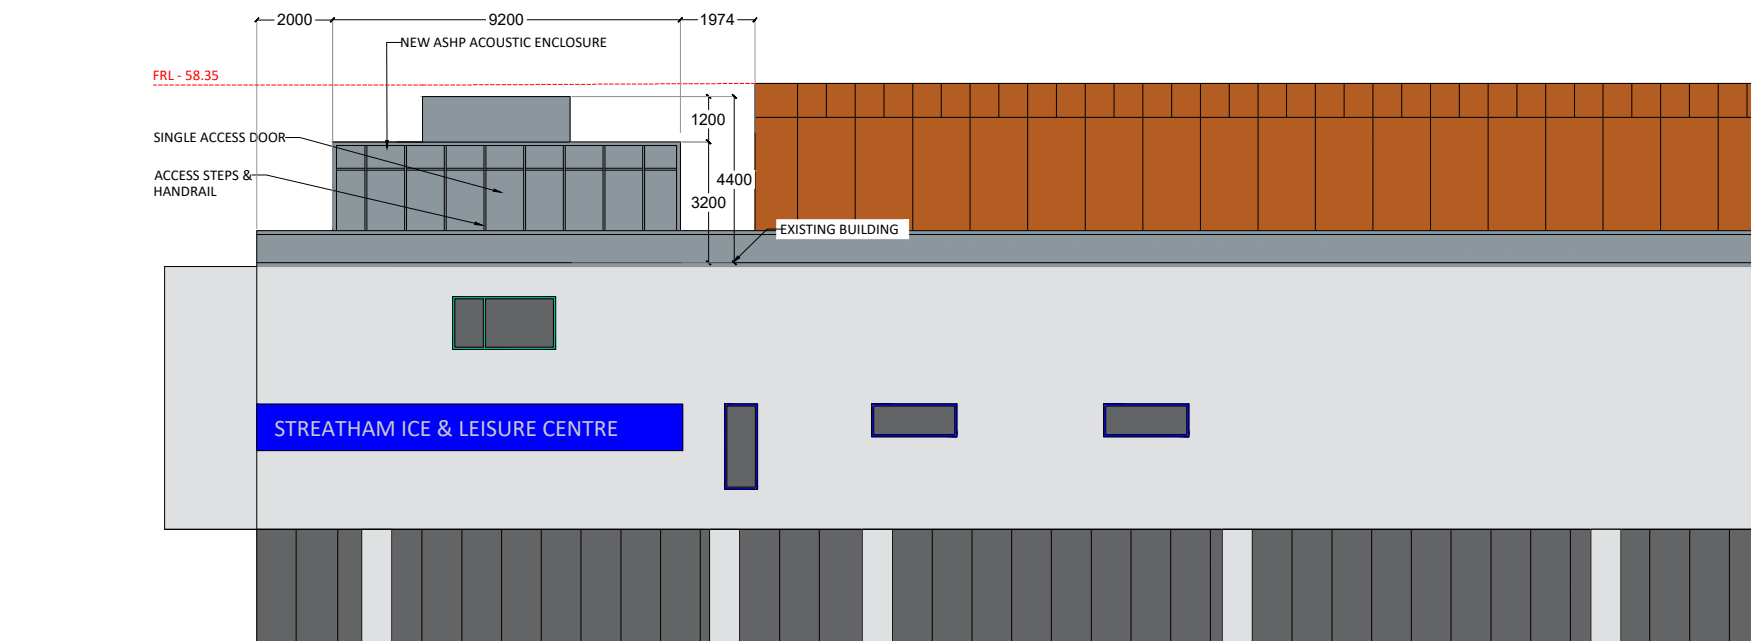 2000
9200
1974
NEW ASHP ACOUSTIC ENCLOSURE
FRL - 58.35
1200
SINGLE ACCESS DOOR
ACCESS STEPS &
HANDRAIL
4400
3200
EXISTING BUILDING
STREATHAM ICE & LEISURE CENTRE